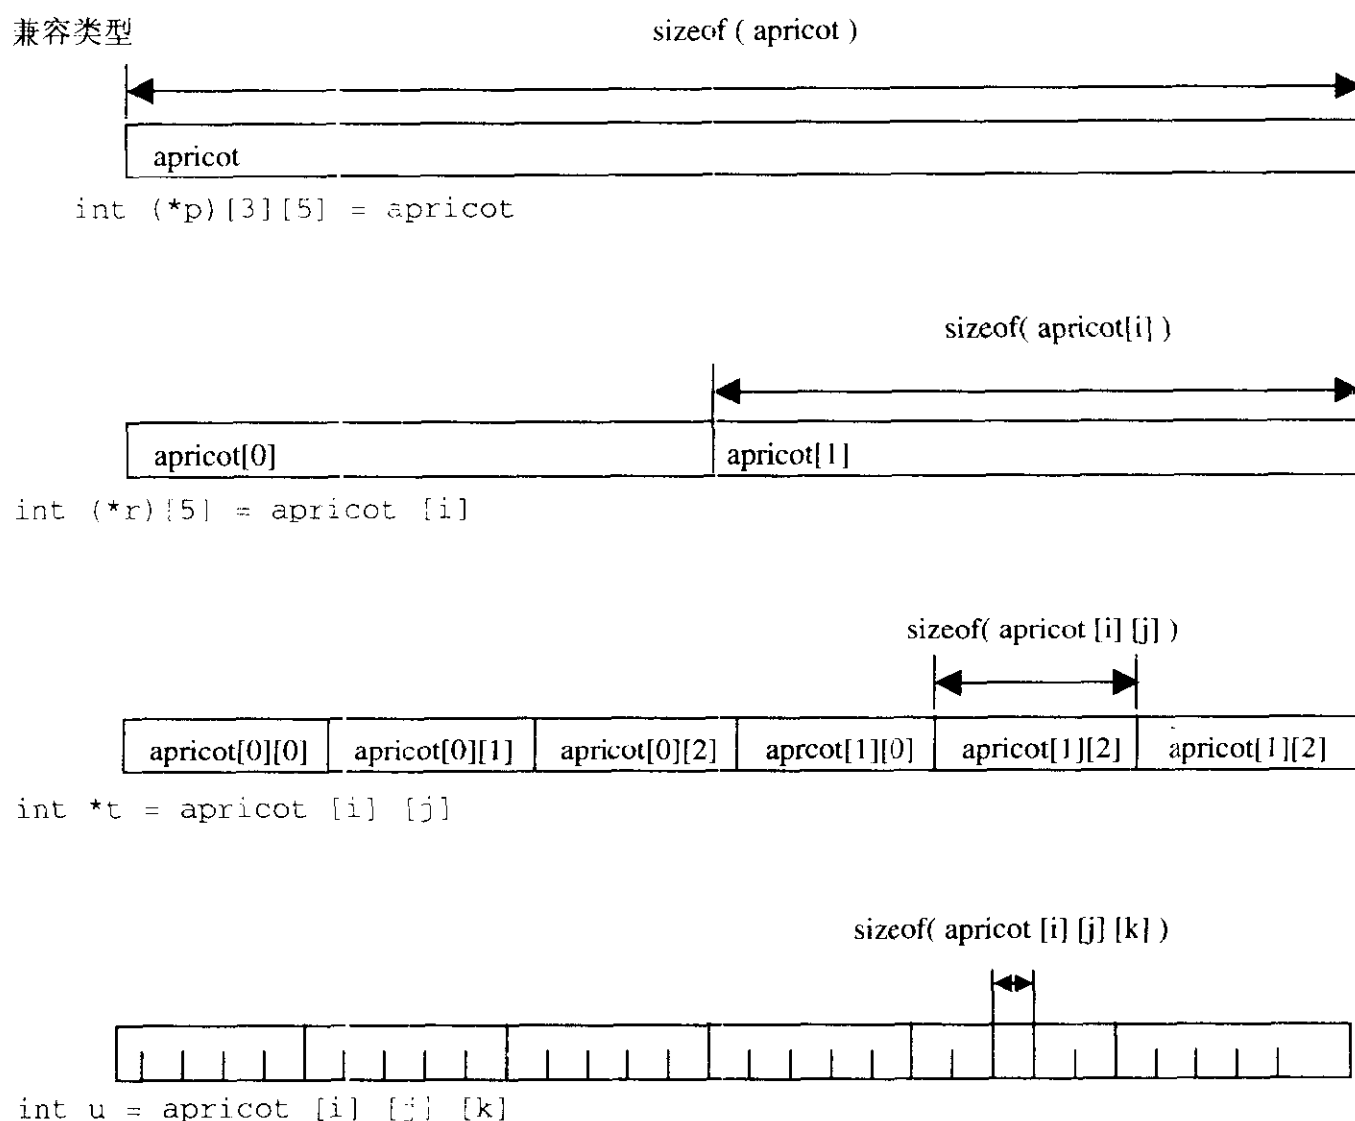 兼容类型
sizeof ( apricot )
apricot
int (*p)[3][5] = apricot
sizeof( apricot[i] )
apricot[0] apricot[1]
int (*r)[5] = apricot [i]
sizeof( apricot [i] [j] )
apricot[0][0] apricot[0][1] apricot[0][2] aprcot[1][0] apricot[1][2] apricot[1][2]
int *t = apricot [i] [j]
sizeof( apricot [i] [j] [k] )
int u = apricot [i] [j] [k]